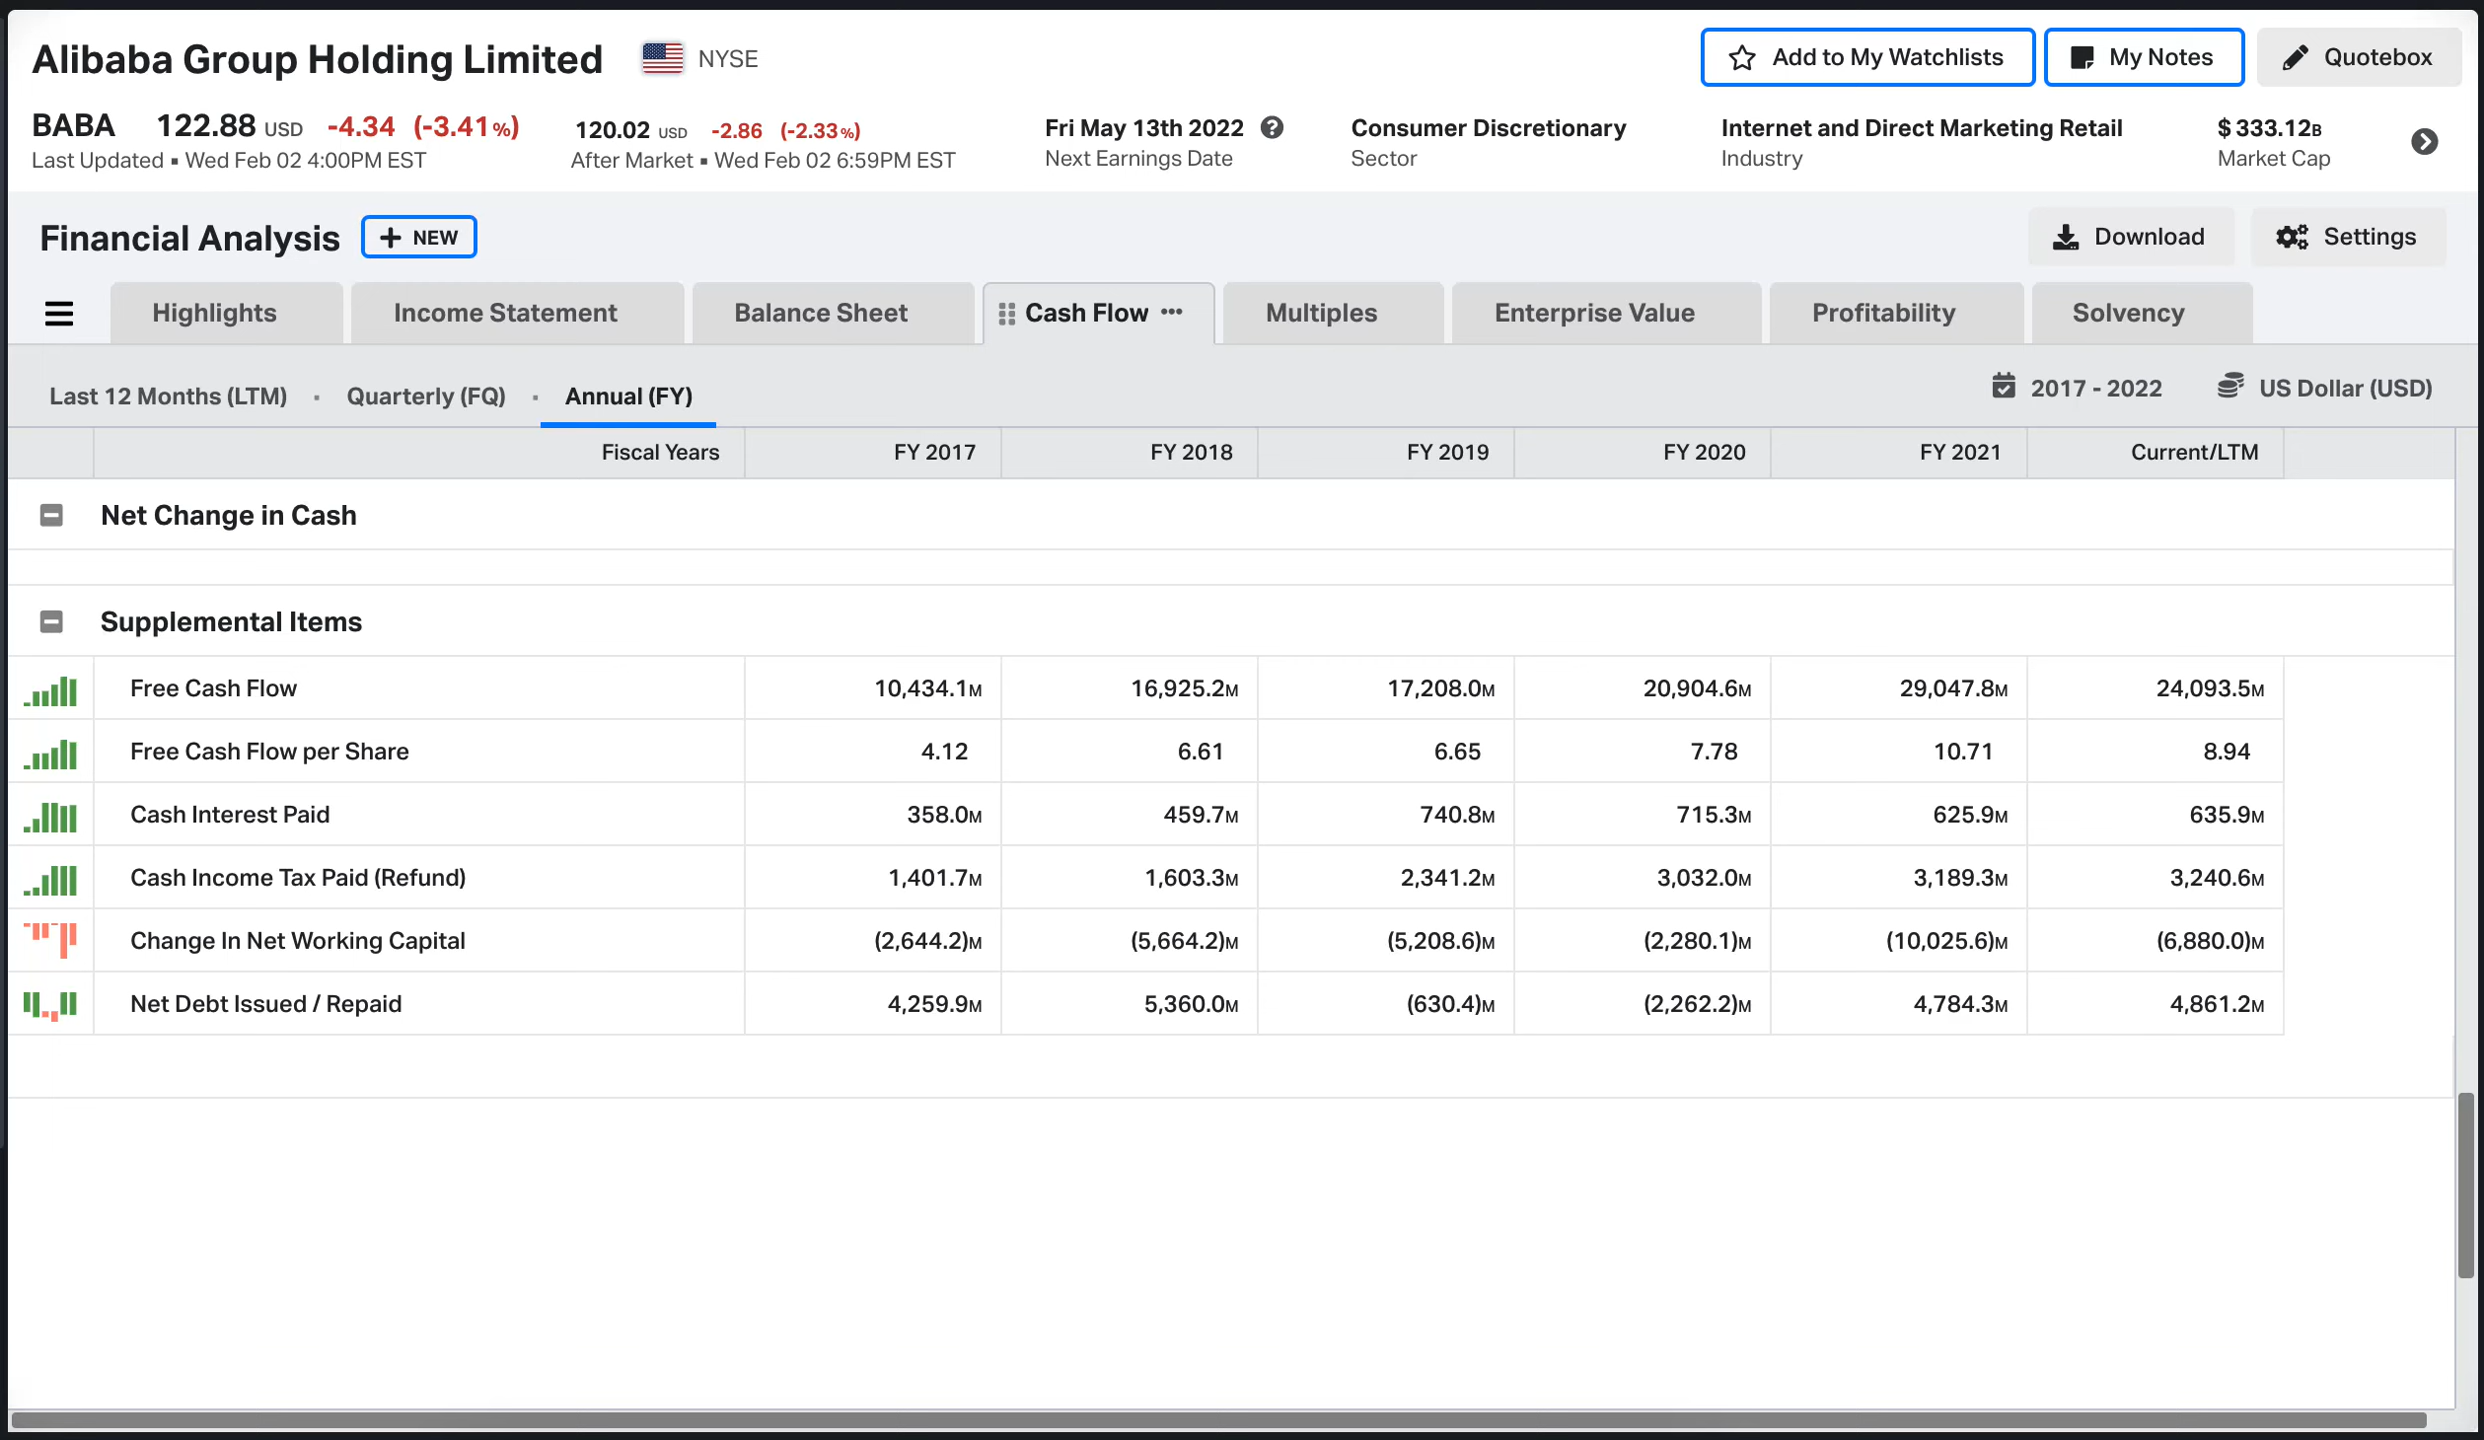 Alibaba Group Holding Limited NYSE
Add to My Watchlists My Notes Quotebox
BABA 122.88 USD -4.34 (-3.41%) 120.02 USD -2.86 (-2.33%) Fri May 13th 2022 ? Consumer Discretionary Internet and Direct Marketing Retail $333.12B
Last Updated ▪ Wed Feb 02 4:00PM EST After Market ▪ Wed Feb 02 6:59PM EST Next Earnings Date Sector Industry Market Cap
Financial Analysis + NEW Download Settings
Highlights Income Statement Balance Sheet Cash Flow ••• Multiples Enterprise Value Profitability Solvency
Last 12 Months (LTM) ▪ Quarterly (FQ) ▪ Annual (FY) 2017 - 2022 US Dollar (USD)
Fiscal Years FY 2017 FY 2018 FY 2019 FY 2020 FY 2021 Current/LTM
Net Change in Cash
Supplemental Items
Free Cash Flow 10,434.1M 16,925.2M 17,208.0M 20,904.6M 29,047.8M 24,093.5M
Free Cash Flow per Share 4.12 6.61 6.65 7.78 10.71 8.94
Cash Interest Paid 358.0M 459.7M 740.8M 715.3M 625.9M 635.9M
Cash Income Tax Paid (Refund) 1,401.7M 1,603.3M 2,341.2M 3,032.0M 3,189.3M 3,240.6M
Change In Net Working Capital (2,644.2)M (5,664.2)M (5,208.6)M (2,280.1)M (10,025.6)M (6,880.0)M
Net Debt Issued / Repaid 4,259.9M 5,360.0M (630.4)M (2,262.2)M 4,784.3M 4,861.2M